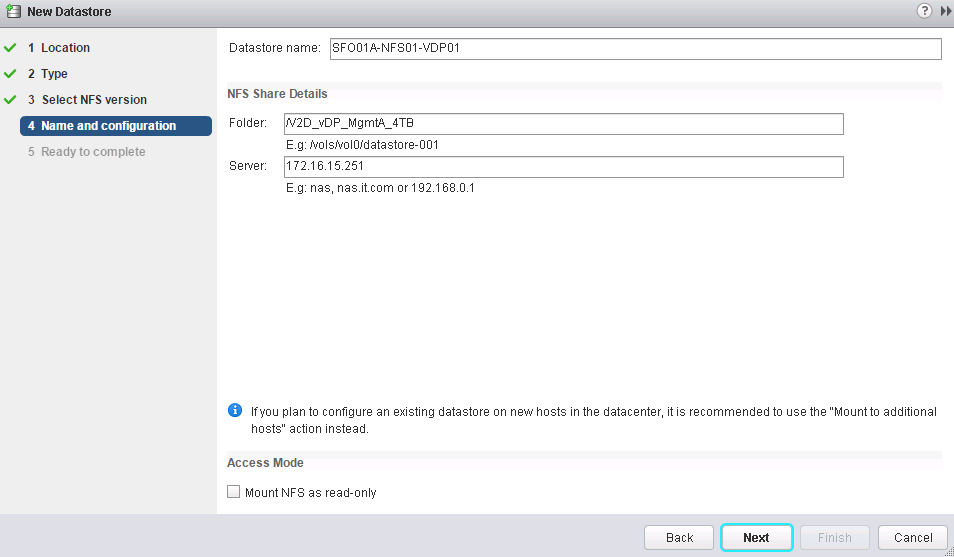 New Datastore
?
1 Location
2 Type
3 Select NFS version
4 Name and configuration
5 Ready to complete
Datastore name: SFO01A-NFS01-VDP01
NFS Share Details
Folder: /V2D_vDP_MgmtA_4TB
E.g: /vols/vol0/datastore-001
Server: 172.16.15.251
E.g: nas, nas.it.com or 192.168.0.1
If you plan to configure an existing datastore on new hosts in the datacenter, it is recommended to use the "Mount to additional
hosts" action instead.
Access Mode
Mount NFS as read-only
Back Next Finish Cancel